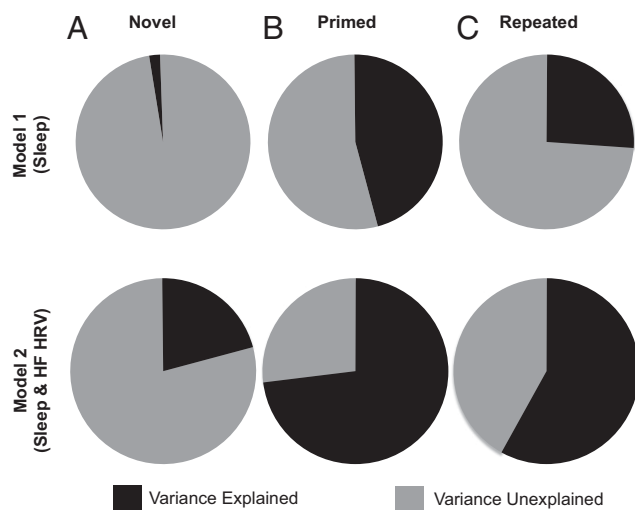 A Novel
B Primed
C Repeated
Model 1
(Sleep)
Model 2
(Sleep & HF HRV)
Variance Explained
Variance Unexplained